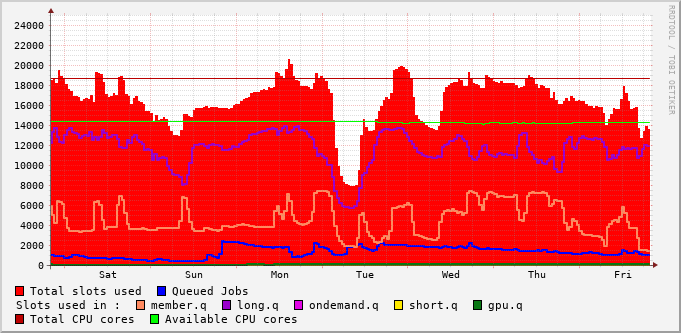 RRDTOOL / TOBI OETIKER
24000
22000
20000
18000
16000
14000
12000
10000
8000
6000
4000
2000
0
Sat Sun Mon Tue Wed Thu Fri
Total slots used Queued Jobs
Slots used in : member.q long.q ondemand.q short.q gpu.q
Total CPU cores Available CPU cores